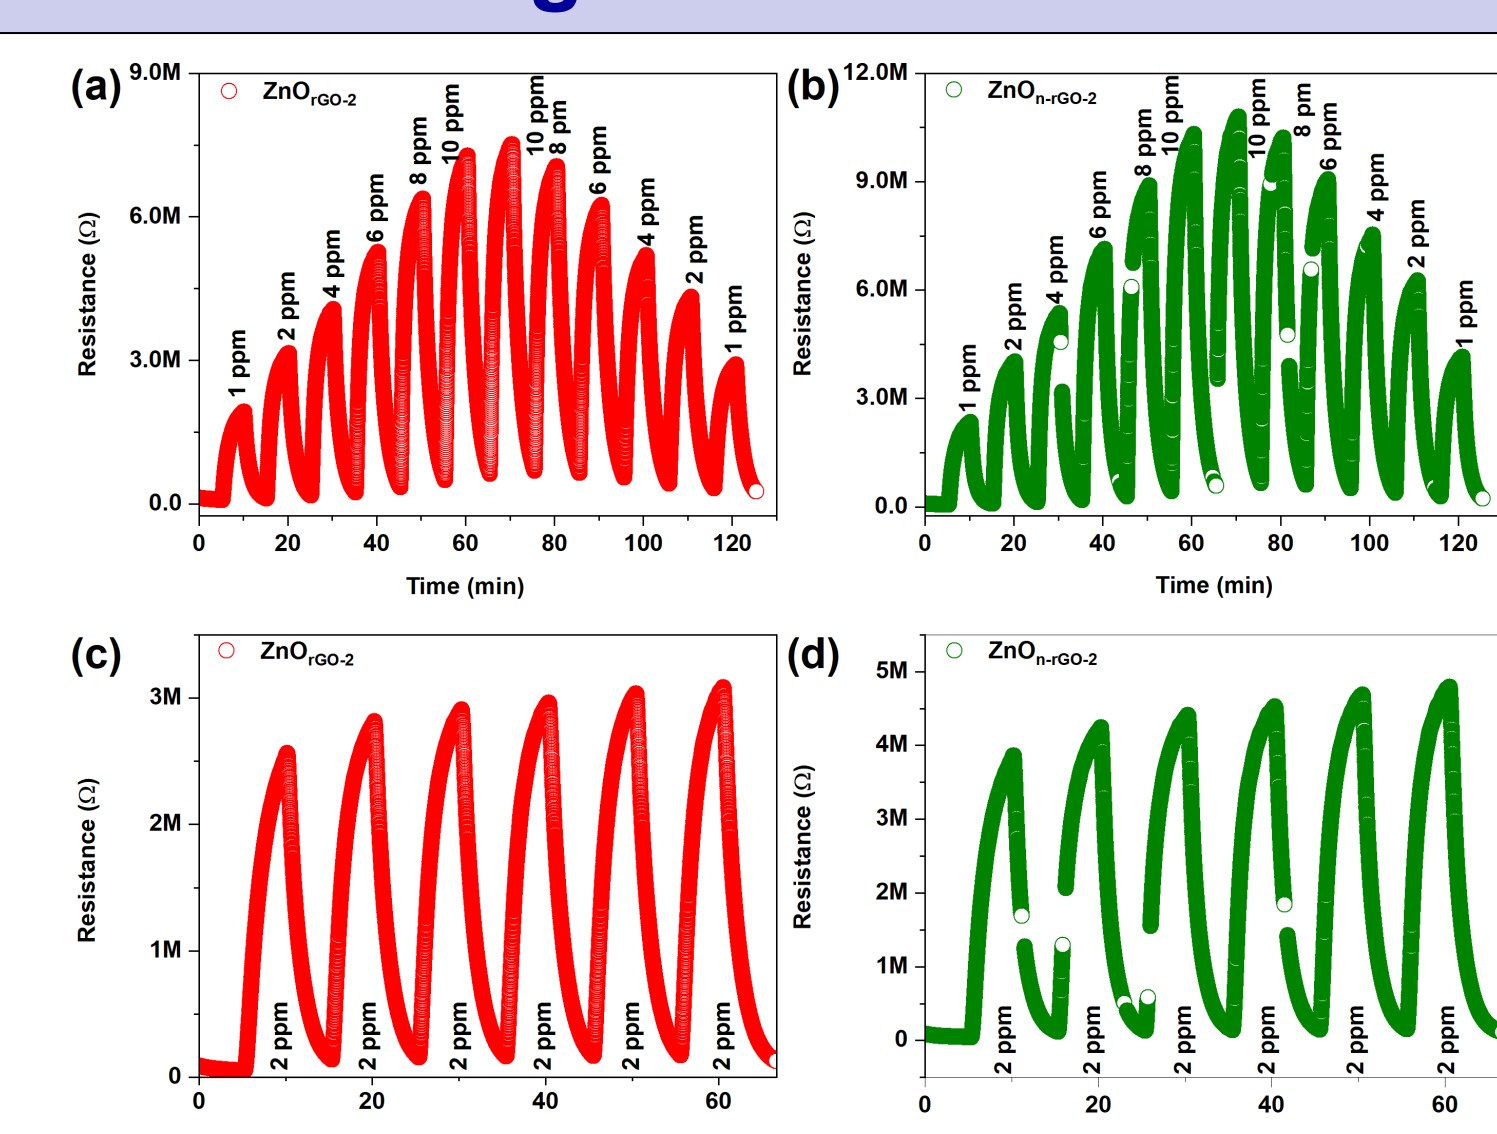 g
(a)
ZnOrGO-2
9.0M
6.0M
3.0M
0.0
Resistance (Ω)
1 ppm
2 ppm
4 ppm
6 ppm
8 ppm
10 ppm
10 ppm
8 pm
6 ppm
4 ppm
2 ppm
1 ppm
0 20 40 60 80 100 120
Time (min)
(b)
ZnOn-rGO-2
12.0M
9.0M
6.0M
3.0M
0.0
Resistance (Ω)
1 ppm
2 ppm
4 ppm
6 ppm
8 ppm
10 ppm
10 ppm
8 pm
6 ppm
4 ppm
2 ppm
1 ppm
0 20 40 60 80 100 120
Time (min)
(c)
ZnOrGO-2
3M
2M
1M
0
Resistance (Ω)
2 ppm
2 ppm
2 ppm
2 ppm
2 ppm
2 ppm
0 20 40 60
(d)
ZnOn-rGO-2
5M
4M
3M
2M
1M
0
Resistance (Ω)
2 ppm
2 ppm
2 ppm
2 ppm
2 ppm
2 ppm
0 20 40 60